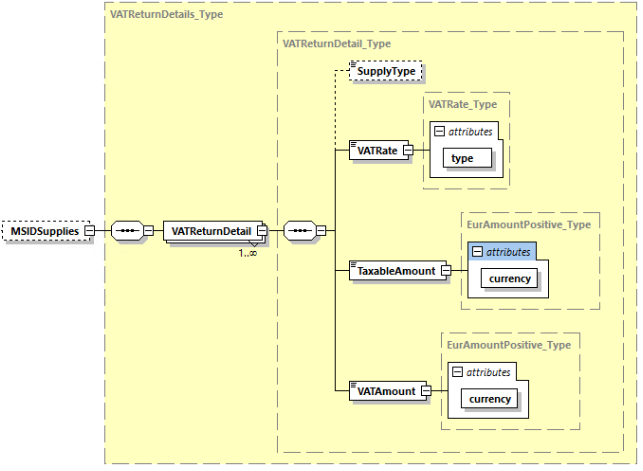 VATReturnDetails_Type
VATReturnDetail_Type
SupplyType
VATRate_Type
attributes
VATRate
type
MSIDSupplies
VATReturnDetail
1..∞
EurAmountPositive_Type
attributes
TaxableAmount
currency
EurAmountPositive_Type
attributes
VATAmount
currency